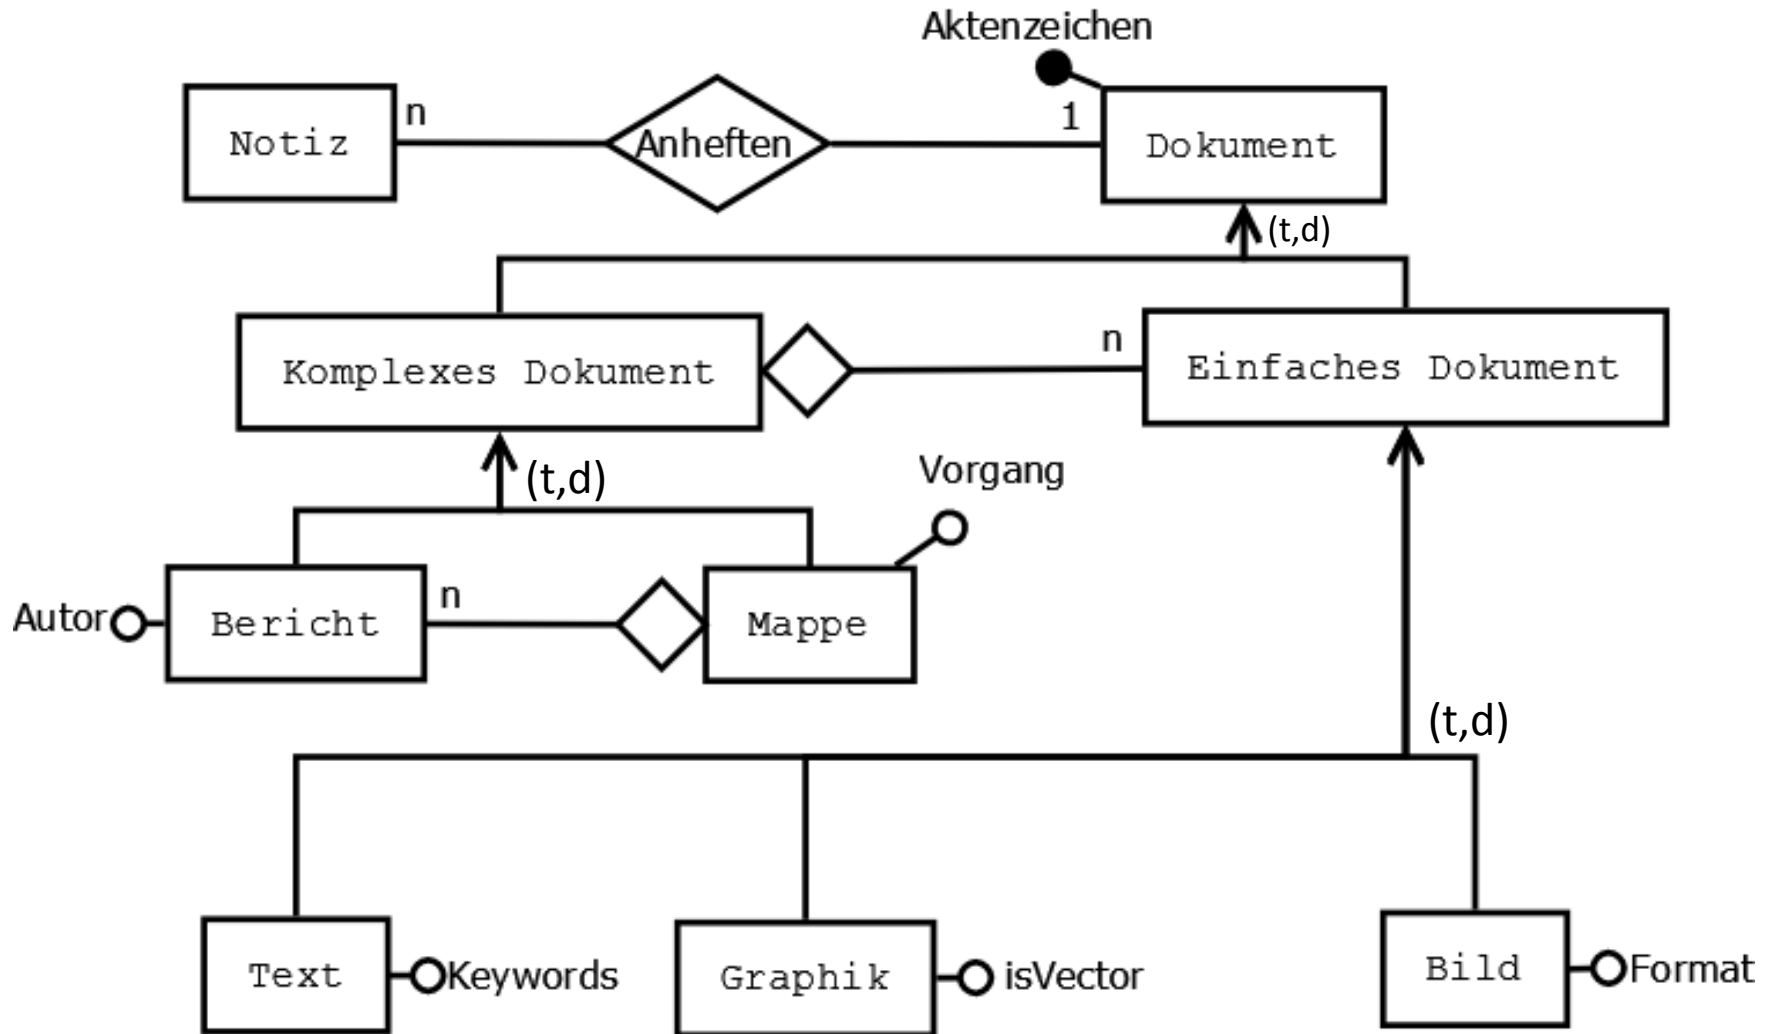 Aktenzeichen
Notiz
n
Anheften
1
Dokument
(t,d)
Komplexes Dokument
n
Einfaches Dokument
(t,d)
Vorgang
Autor
Bericht
n
Mappe
(t,d)
Text
Keywords
Graphik
isVector
Bild
Format